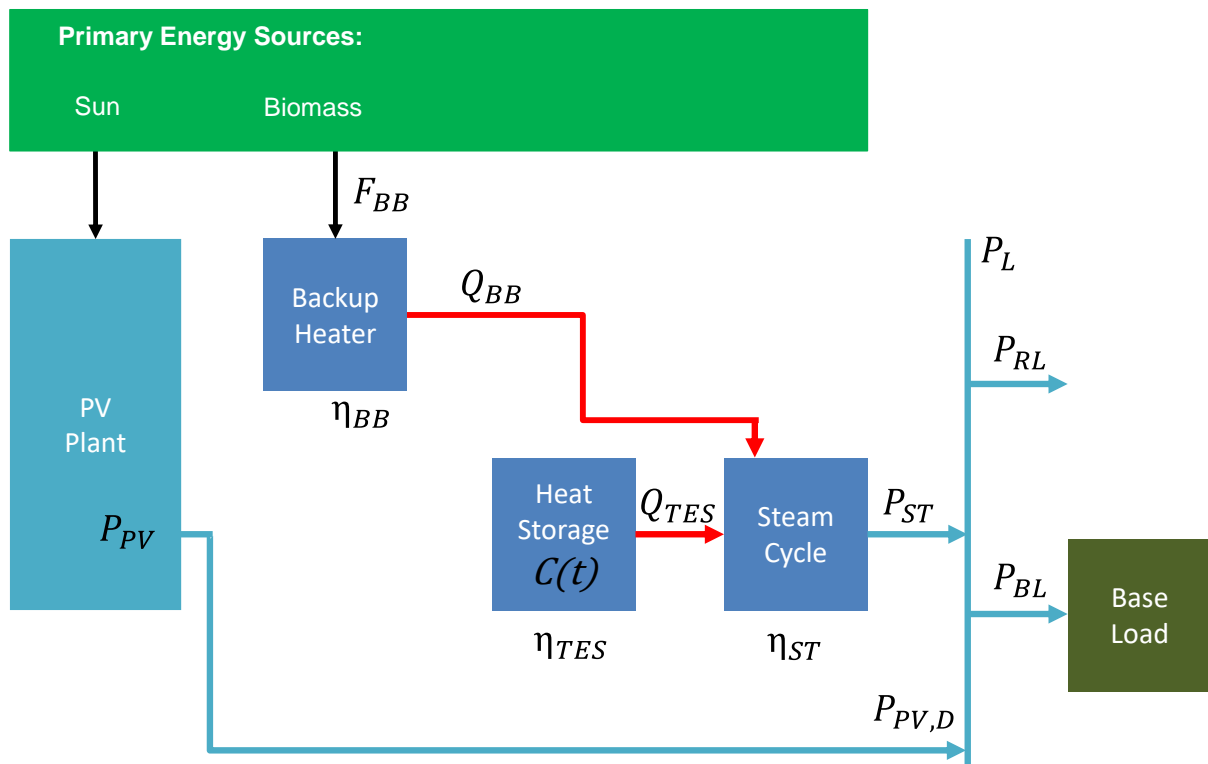 Primary Energy Sources:
Sun
Biomass
F_BB
P_L
Backup
Heater
Q_BB
P_RL
η_BB
PV
Plant
Heat
Storage
C(t)
Q_TES
Steam
Cycle
P_ST
P_PV
P_BL
Base
Load
η_TES
η_ST
P_PV,D